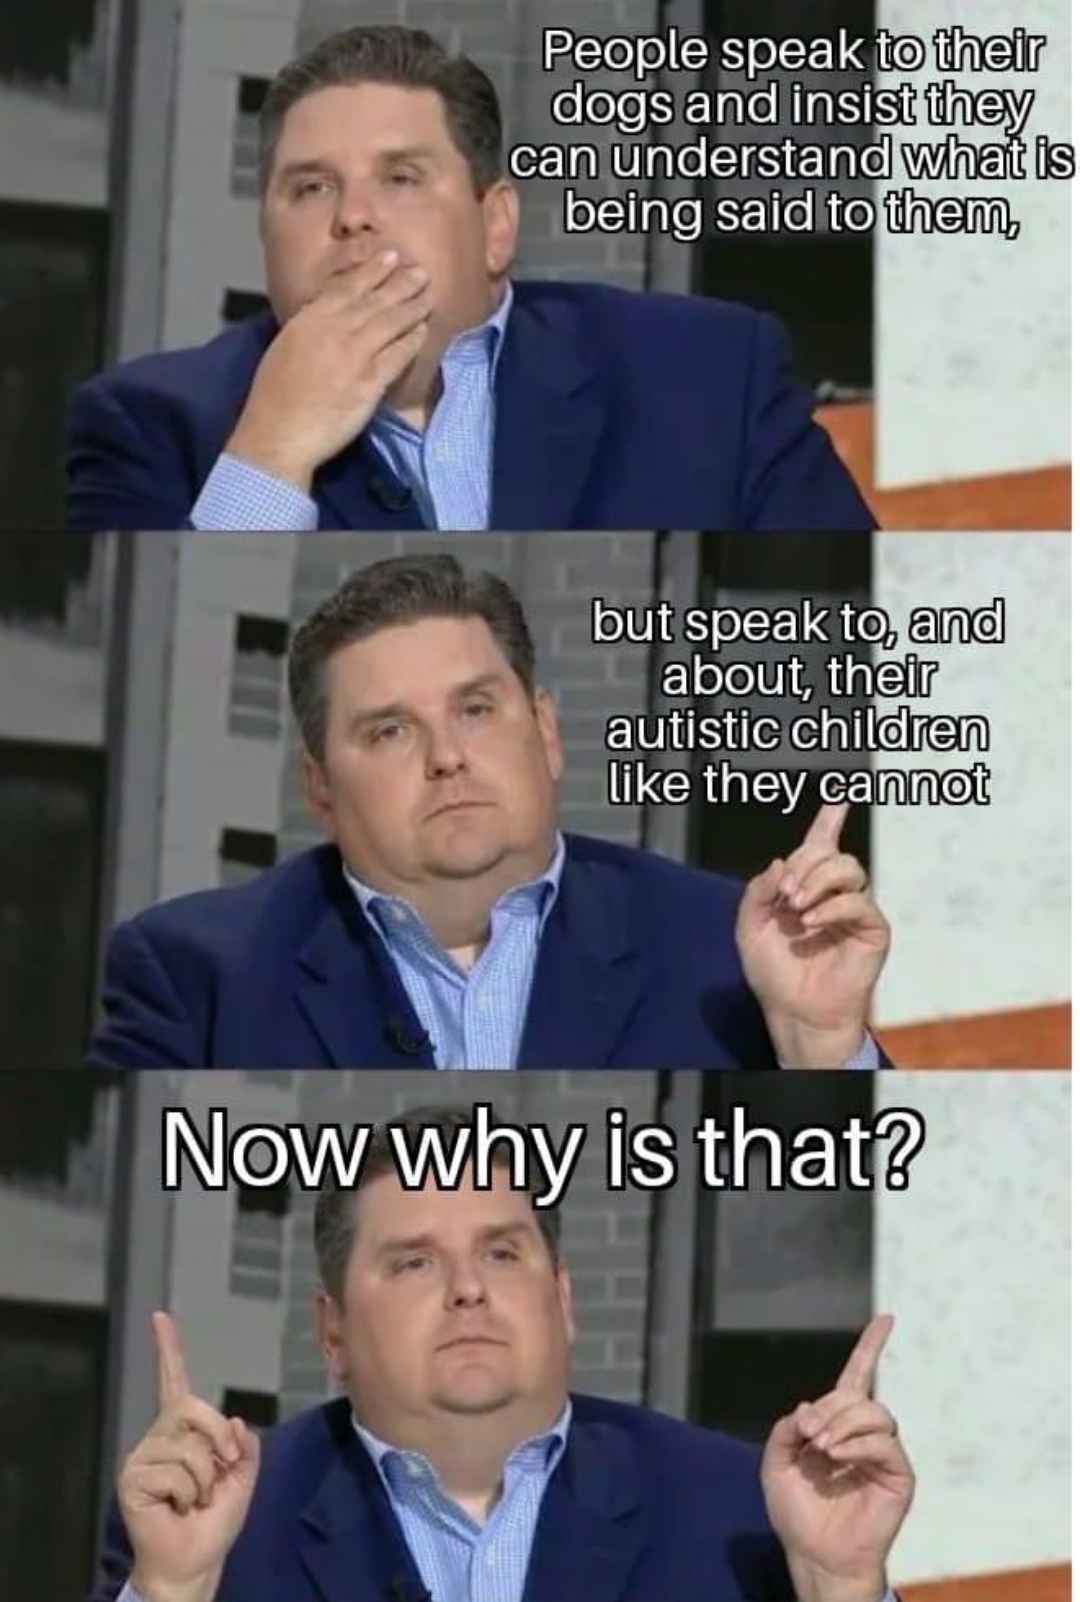 People speak to their
dogs and insist they
can understand what is
being said to them,
but speak to, and
about, their
autistic children
like they cannot
Now why is that?